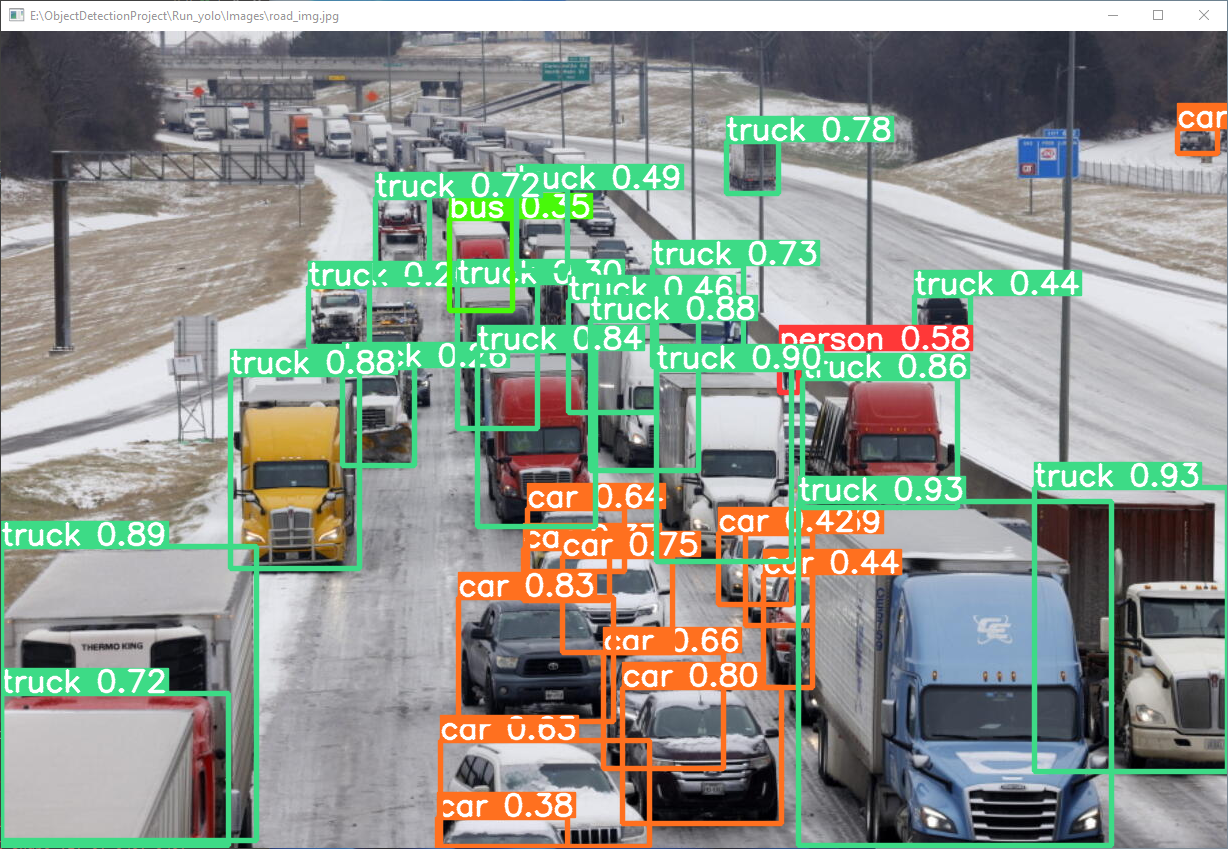 E:\ObjectDetectionProject\Run_yolo\Images\road_img.jpg
car
truck 0.78
truck 0.72
uck 0.49
bus 0.35
truck 0.73
truck 0.2
truck 0.30
truck 0.46
truck 0.44
truck 0.88
person 0.58
truck 0.84
truck 0.88
k 0.26
truck 0.90
truck 0.86
truck 0.93
truck 0.93
car 0.64
car 0.42
9
truck 0.89
ca
car 0.75
car 0.44
car 0.83
THERMO KING
car 0.66
truck 0.72
car 0.80
car 0.63
car 0.38